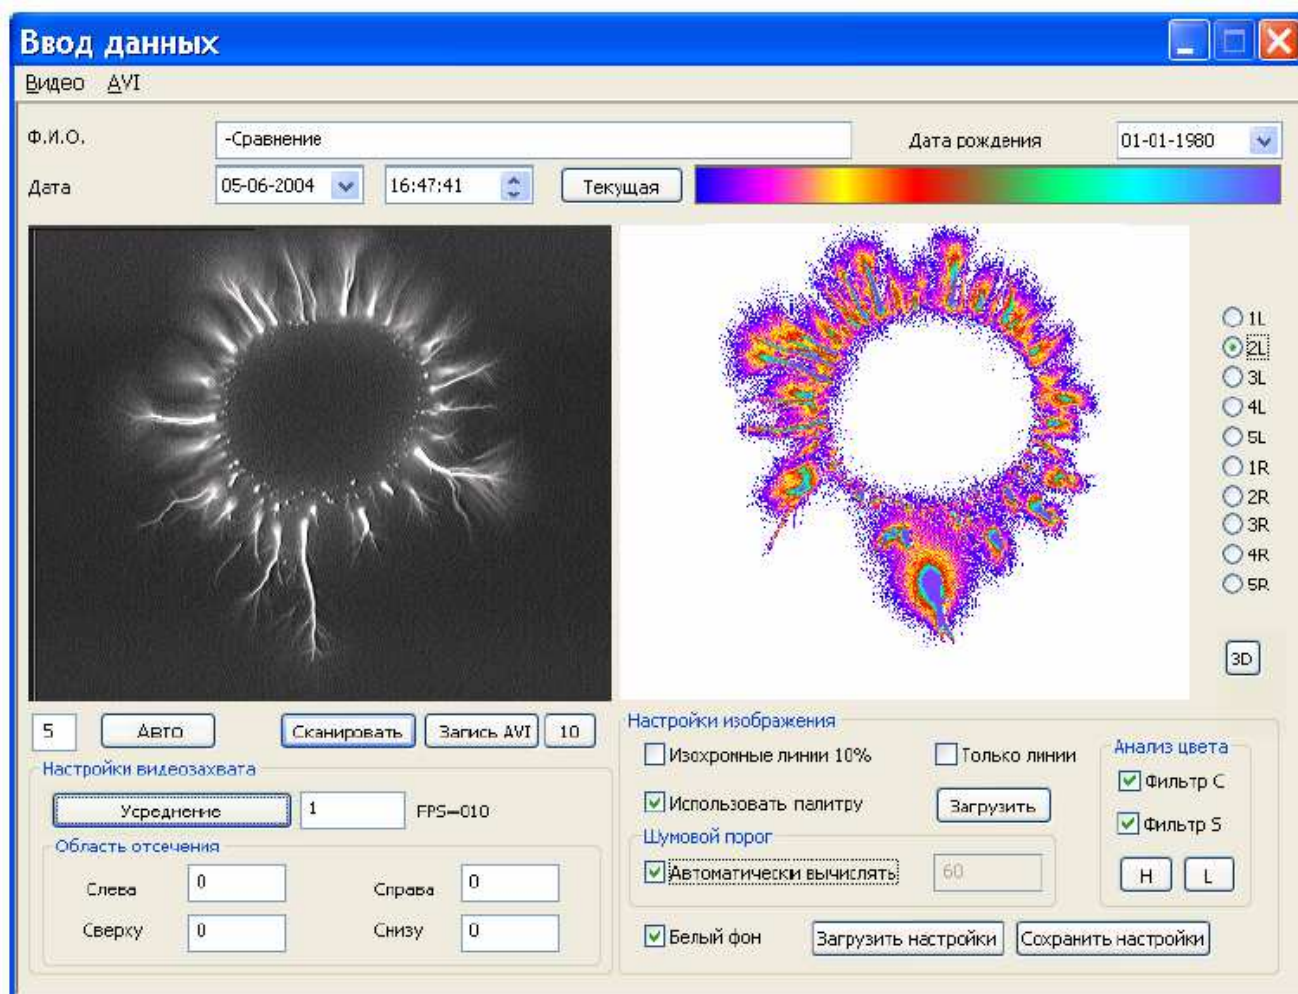 Ввод данных
Видео AVI
Ф.И.О. -Сравнение Дата рождения 01-01-1980
Дата 05-06-2004 16:47:41 Текущая
1L
2L
3L
4L
5L
1R
2R
3R
4R
5R
3D
5 Авто Сканировать Запись AVI 10
Настройки видеозахвата
Усреднение 1 FPS=010
Область отсечения
Слева 0 Справа 0
Сверху 0 Снизу 0
Настройки изображения
Изохромные линии 10% Только линии
Использовать палитру Загрузить
Шумовой порог
Автоматически вычислять 60
Белый фон Загрузить настройки Сохранить настройки
Анализ цвета
Фильтр C
Фильтр S
H L